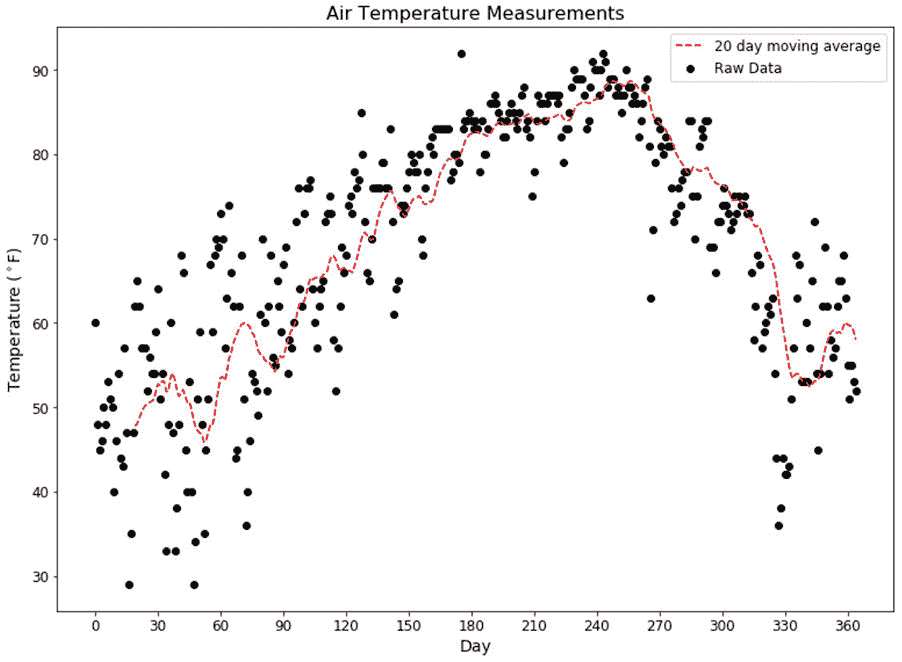 Air Temperature Measurements
20 day moving average
Raw Data
Temperature (°F)
90
80
70
60
50
40
30
0 30 60 90 120 150 180 210 240 270 300 330 360
Day